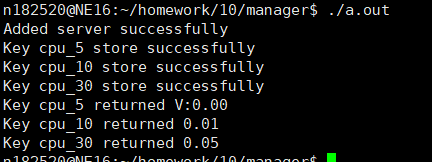 n182520@NE16:~/homework/10/manager$ ./a.out
Added server successfully
Key cpu_5 store successfully
Key cpu_10 store successfully
Key cpu_30 store successfully
Key cpu_5 returned V:0.00
Key cpu_10 returned 0.01
Key cpu_30 returned 0.05
n182520@NE16:~/homework/10/manager$